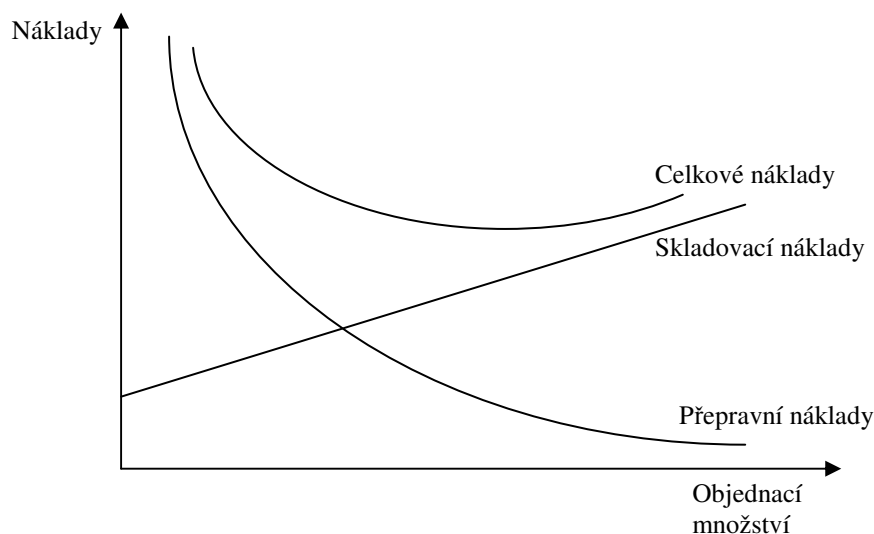 Náklady
Celkové náklady
Skladovací náklady
Přepravní náklady
Objednací
množství